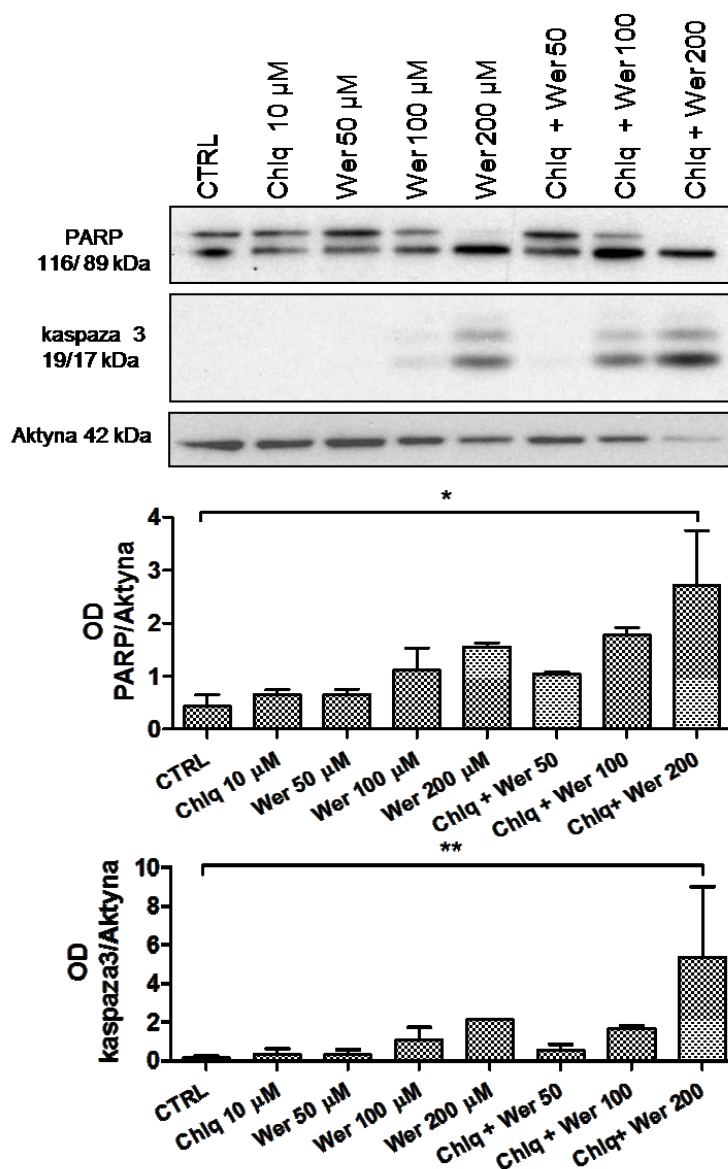 CTRL
Chlq 10 µM
Wer 50 µM
Wer 100 µM
Wer 200 µM
Chlq + Wer 50
Chlq + Wer 100
Chlq + Wer 200
PARP
116/ 89 kDa
kaspaza 3
19/17 kDa
Aktyna 42 kDa
*
4
3
2
1
0
OD
PARP/Aktyna
CTRL
Chlq 10 µM
Wer 50 µM
Wer 100 µM
Wer 200 µM
Chlq + Wer 50
Chlq + Wer 100
Chlq+ Wer 200
**
10
8
6
4
2
0
OD
kaspaza3/Aktyna
CTRL
Chlq 10 µM
Wer 50 µM
Wer 100 µM
Wer 200 µM
Chlq + Wer 50
Chlq + Wer 100
Chlq+ Wer 200